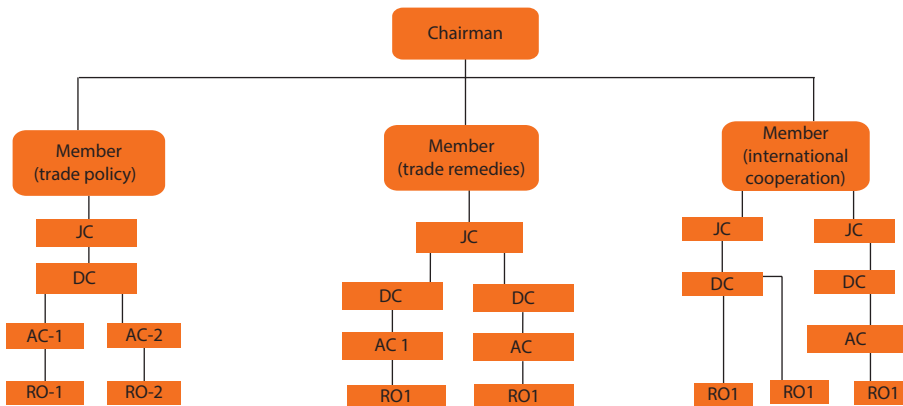 Chairman
Member
(trade policy)
Member
(trade remedies)
Member
(international
cooperation)
JC
JC
JC
JC
DC
DC
DC
DC
DC
AC-1
AC-2
AC 1
AC
AC
RO-1
RO-2
RO1
RO1
RO1
RO1
RO1